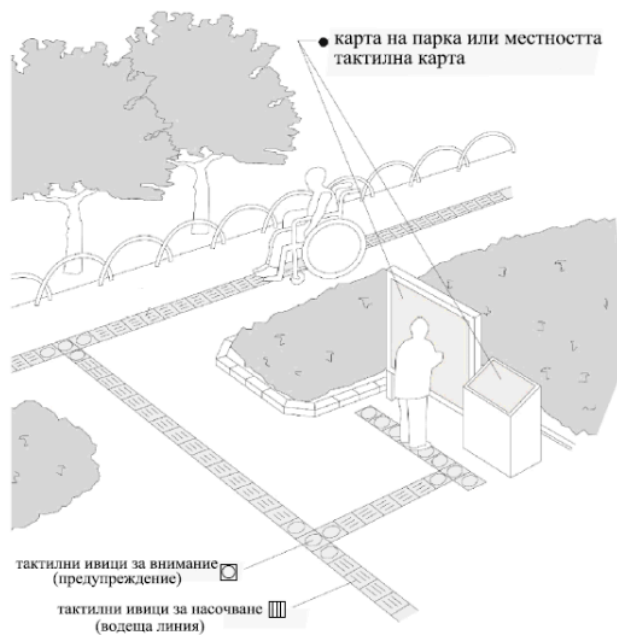 карта на парка или местността
тактилна карта
тактилни ивици за внимание
(предупреждение)
тактилни ивици за насочване
(водеща линия)